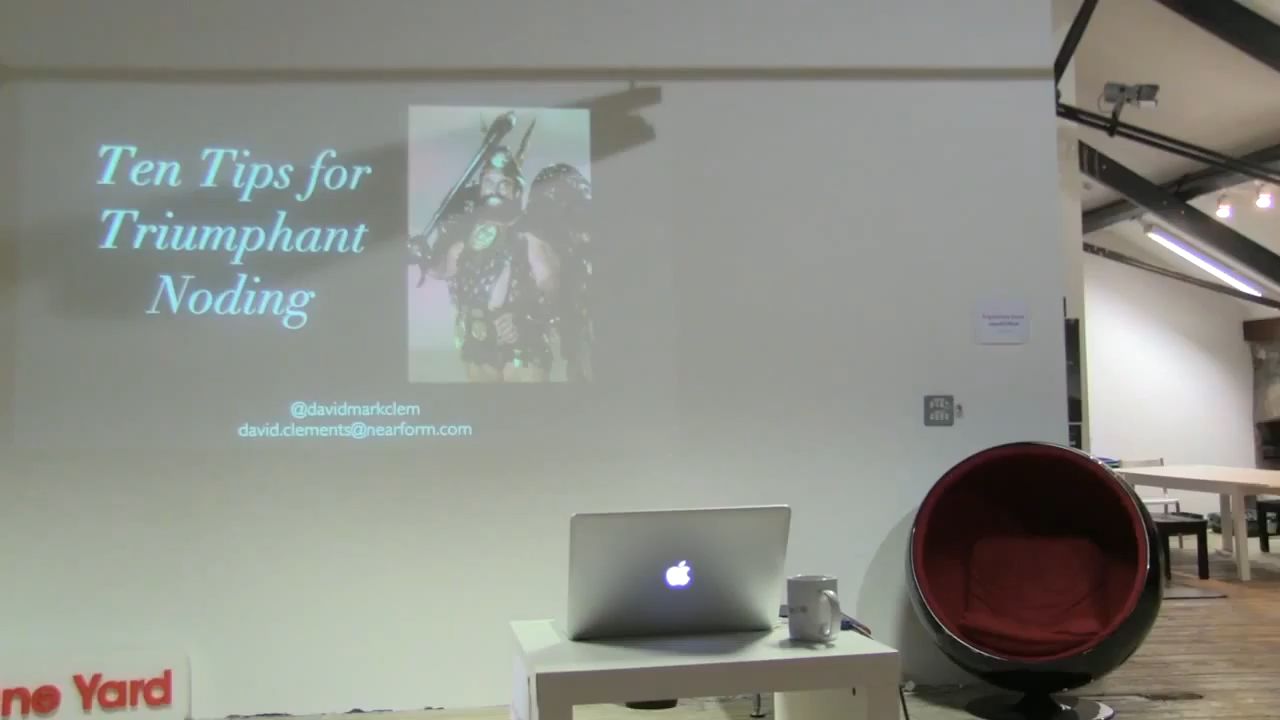 Ten Tips for
Triumphant
Noding
@davidmarkclem
david.clements@nearform.com
ne Yard